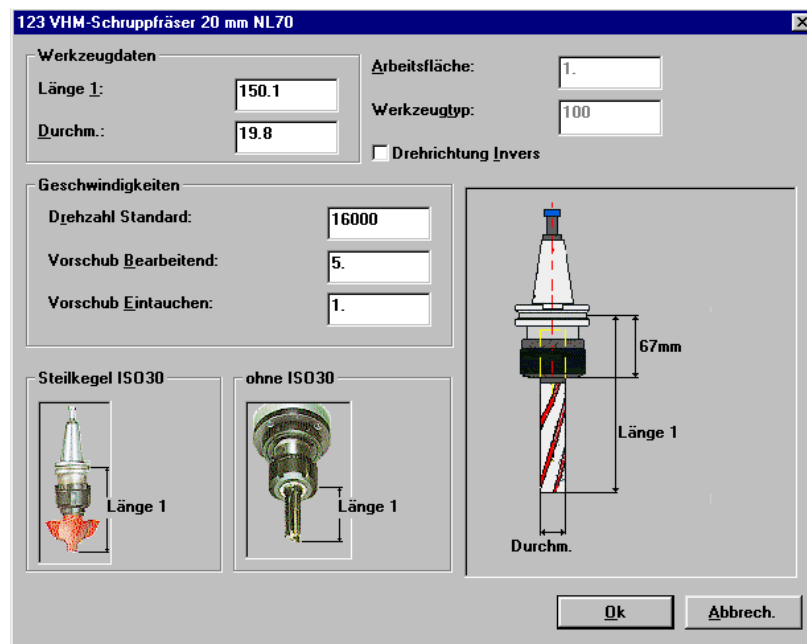 123 VHM-Schruppfräser 20 mm NL70
Werkzeugdaten
Länge 1:
150.1
Durchm.:
19.8
Arbeitsfläche:
1.
Werkzeugtyp:
100
Drehrichtung Invers
Geschwindigkeiten
Drehzahl Standard:
16000
Vorschub Bearbeitend:
5.
Vorschub Eintauchen:
1.
67mm
Länge 1
Durchm.
Steilkegel ISO30
Länge 1
ohne ISO30
Länge 1
Ok
Abbrech.